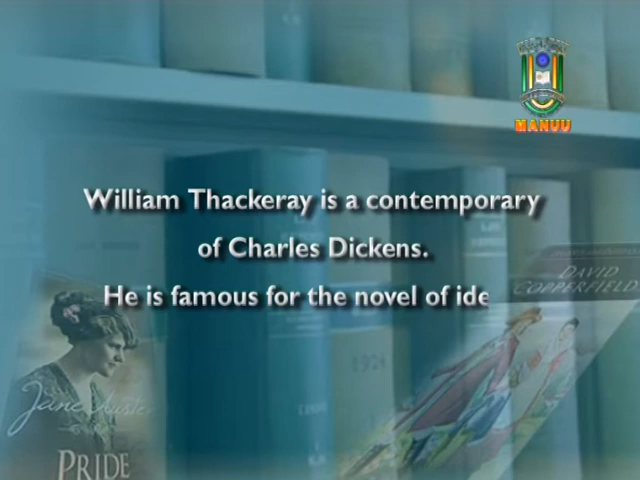 MANUU
William Thackeray is a contemporary
of Charles Dickens.
He is famous for the novel of ide
DAVID
COPPERFIELD
1924
Jane Austen
PRIDE